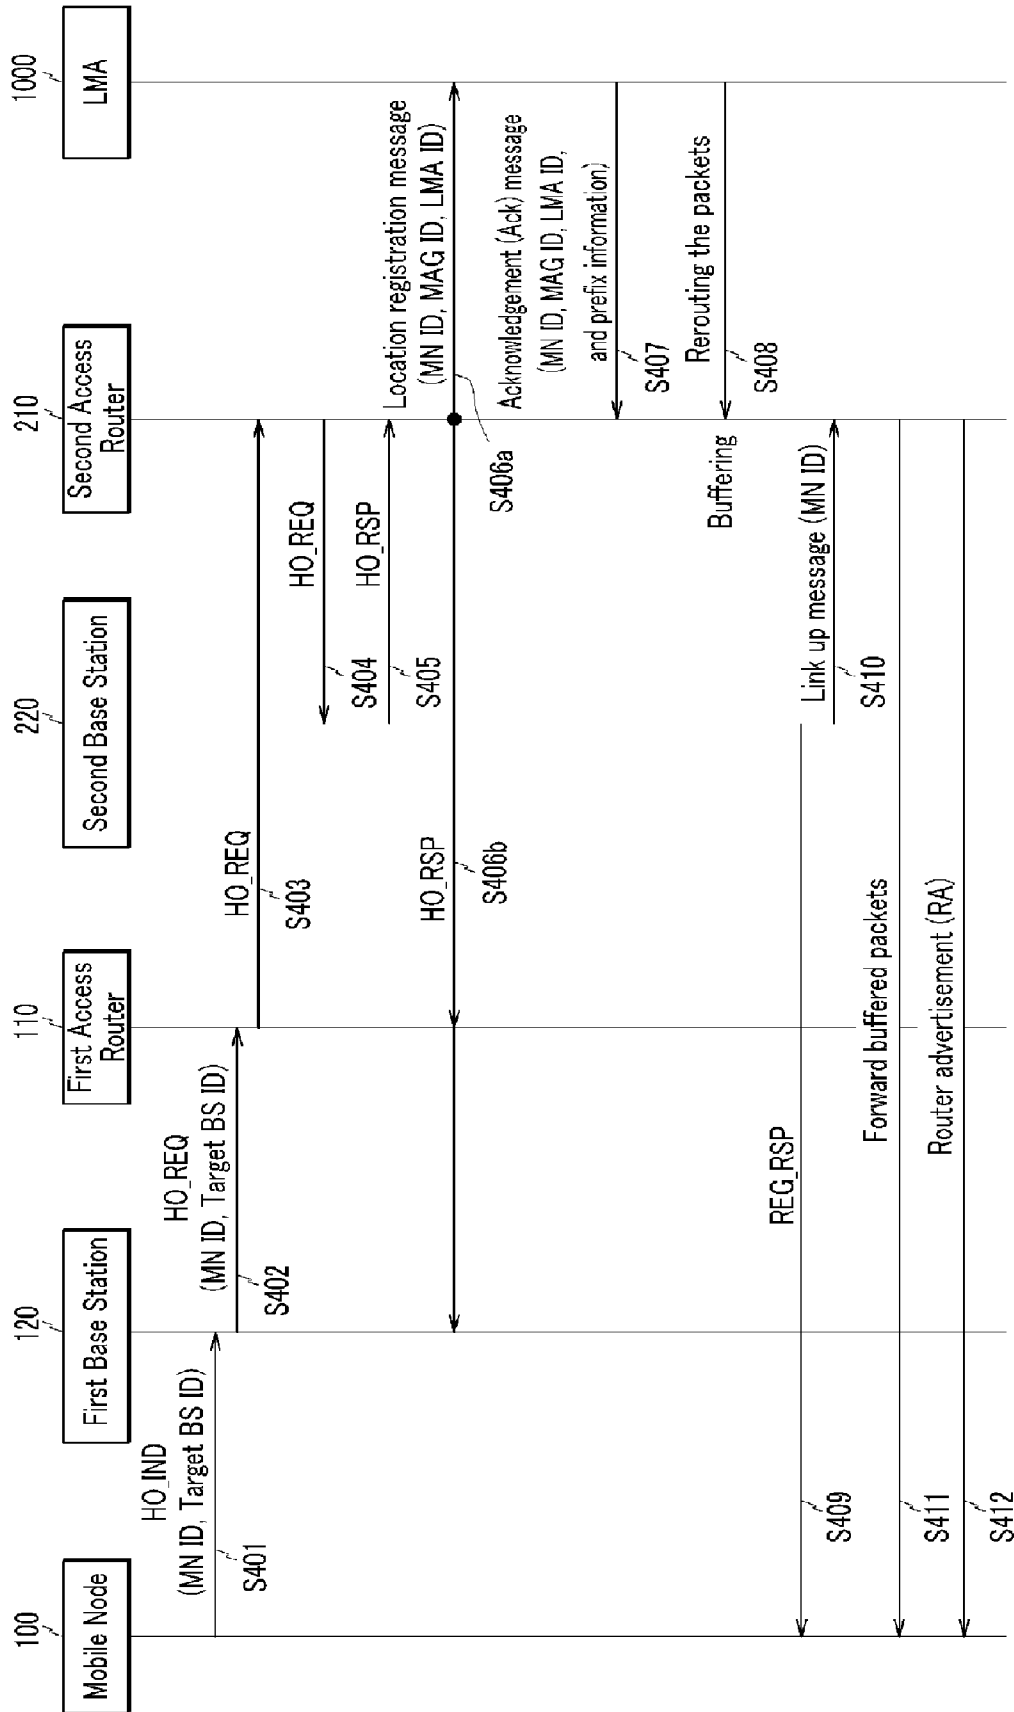 100
Mobile Node
120
First Base Station
110
First Access
Router
220
Second Base Station
210
Second Access
Router
1000
LMA
HO_IND
(MN ID, Target BS ID)
S401
HO_REQ
(MN ID, Target BS ID)
S402
HO_REQ
S403
HO_REQ
S404
HO_RSP
S405
Location registration message
(MN ID, MAG ID, LMA ID)
S406a
HO_RSP
S406b
Acknowledgement (Ack) message
(MN ID, MAG ID, LMA ID,
and prefix information)
S407
Rerouting the packets
S408
Buffering
REG_RSP
S409
Link up message (MN ID)
S410
Forward buffered packets
S411
Router advertisement (RA)
S412